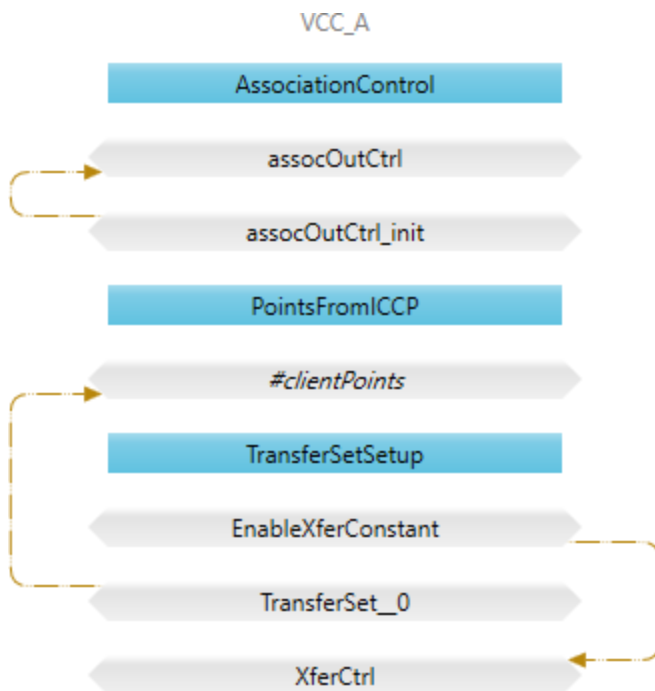 VCC_A
AssociationControl
assocOutCtrl
assocOutCtrl_init
PointsFromICCP
#clientPoints
TransferSetSetup
EnableXferConstant
TransferSet__0
XferCtrl